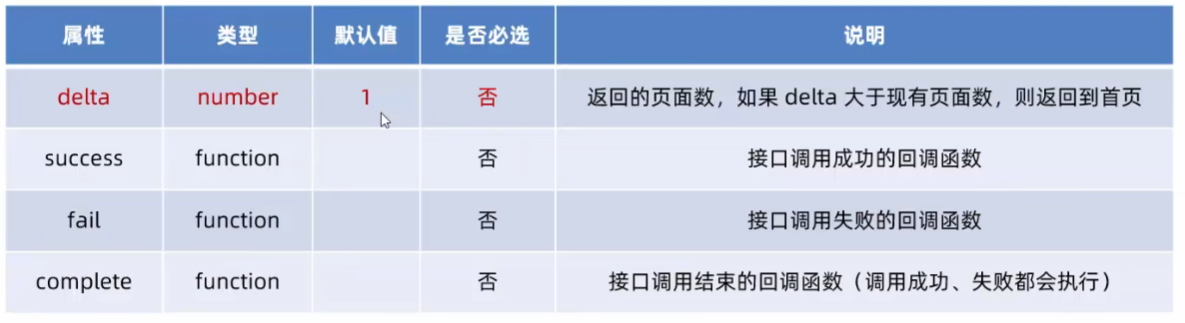 属性 类型 默认值 是否必选 说明
delta number 1 否 返回的页面数，如果 delta 大于现有页面数，则返回到首页
success function 否 接口调用成功的回调函数
fail function 否 接口调用失败的回调函数
complete function 否 接口调用结束的回调函数（调用成功、失败都会执行）